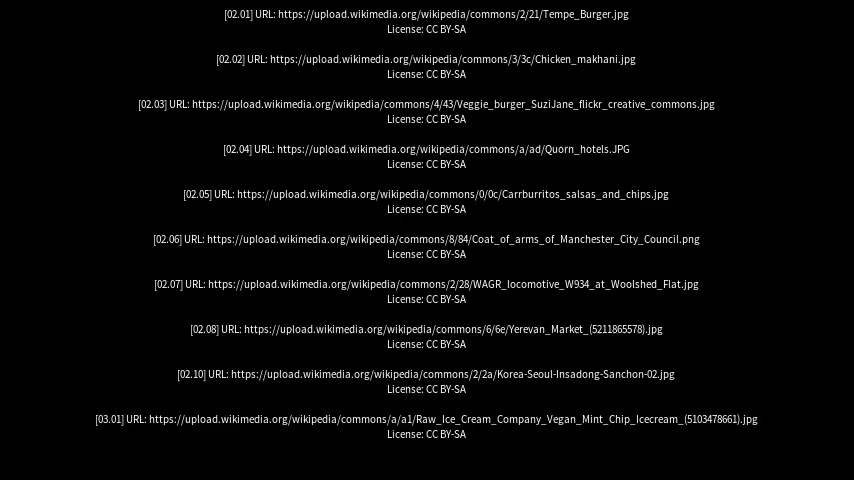 [02.01] URL: https://upload.wikimedia.org/wikipedia/commons/2/21/Tempe_Burger.jpg
License: CC BY-SA
[02.02] URL: https://upload.wikimedia.org/wikipedia/commons/3/3c/Chicken_makhani.jpg
License: CC BY-SA
[02.03] URL: https://upload.wikimedia.org/wikipedia/commons/4/43/Veggie_burger_SuziJane_flickr_creative_commons.jpg
License: CC BY-SA
[02.04] URL: https://upload.wikimedia.org/wikipedia/commons/a/ad/Quorn_hotels.JPG
License: CC BY-SA
[02.05] URL: https://upload.wikimedia.org/wikipedia/commons/0/0c/Carrburritos_salsas_and_chips.jpg
License: CC BY-SA
[02.06] URL: https://upload.wikimedia.org/wikipedia/commons/8/84/Coat_of_arms_of_Manchester_City_Council.png
License: CC BY-SA
[02.07] URL: https://upload.wikimedia.org/wikipedia/commons/2/28/WAGR_locomotive_W934_at_Woolshed_Flat.jpg
License: CC BY-SA
[02.08] URL: https://upload.wikimedia.org/wikipedia/commons/6/6e/Yerevan_Market_(5211865578).jpg
License: CC BY-SA
[02.10] URL: https://upload.wikimedia.org/wikipedia/commons/2/2a/Korea-Seoul-Insadong-Sanchon-02.jpg
License: CC BY-SA
[03.01] URL: https://upload.wikimedia.org/wikipedia/commons/a/a1/Raw_Ice_Cream_Company_Vegan_Mint_Chip_Icecream_(5103478661).jpg
License: CC BY-SA